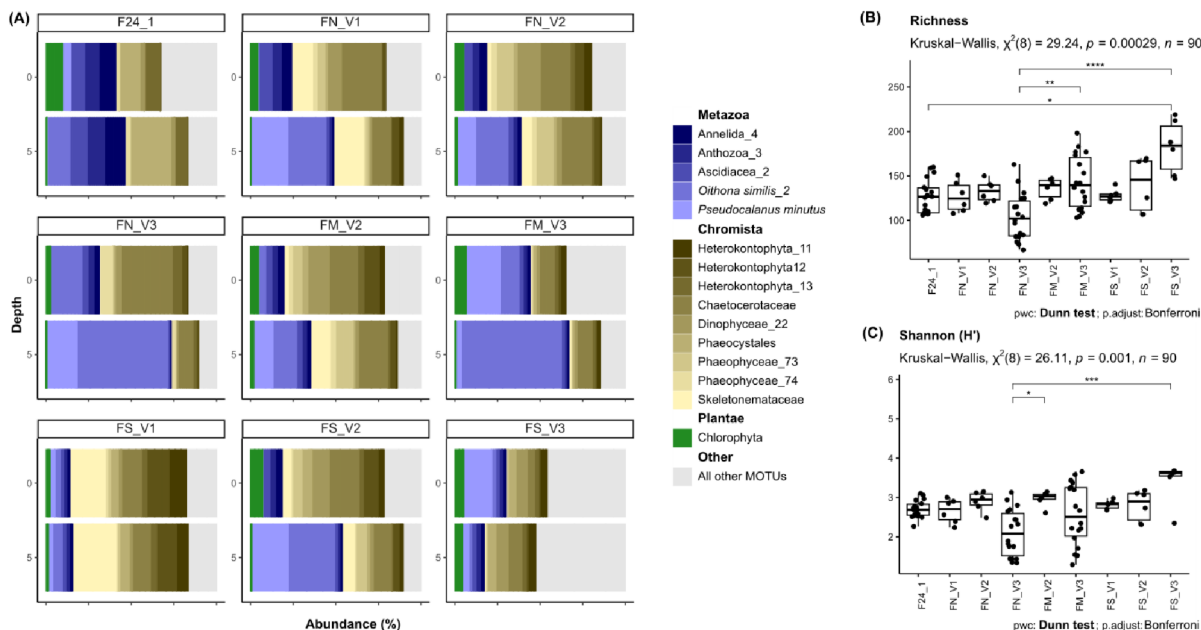 (A)
F24_1
FN_V1
FN_V2
0
5
FN_V3
FM_V2
FM_V3
0
5
FS_V1
FS_V2
FS_V3
0
5
Depth
Abundance (%)
Metazoa
Annelida_4
Anthozoa_3
Ascidiacea_2
Oithona similis_2
Pseudocalanus minutus
Chromista
Heterokontophyta_11
Heterokontophyta12
Heterokontophyta_13
Chaetocerotaceae
Dinophyceae_22
Phaeocystales
Phaeophyceae_73
Phaeophyceae_74
Skeletonemataceae
Plantae
Chlorophyta
Other
All other MOTUs
(B) Richness
Kruskal−Wallis, χ²(8) = 29.24, p = 0.00029, n = 90
****
**
*
250
200
150
100
F24_1 FN_V1 FN_V2 FN_V3 FM_V2 FM_V3 FS_V1 FS_V2 FS_V3
pwc: Dunn test; p.adjust: Bonferroni
(C) Shannon (H')
Kruskal−Wallis, χ²(8) = 26.11, p = 0.001, n = 90
***
*
6
5
4
3
2
F24_1 FN_V1 FN_V2 FN_V3 FM_V2 FM_V3 FS_V1 FS_V2 FS_V3
pwc: Dunn test; p.adjust: Bonferroni